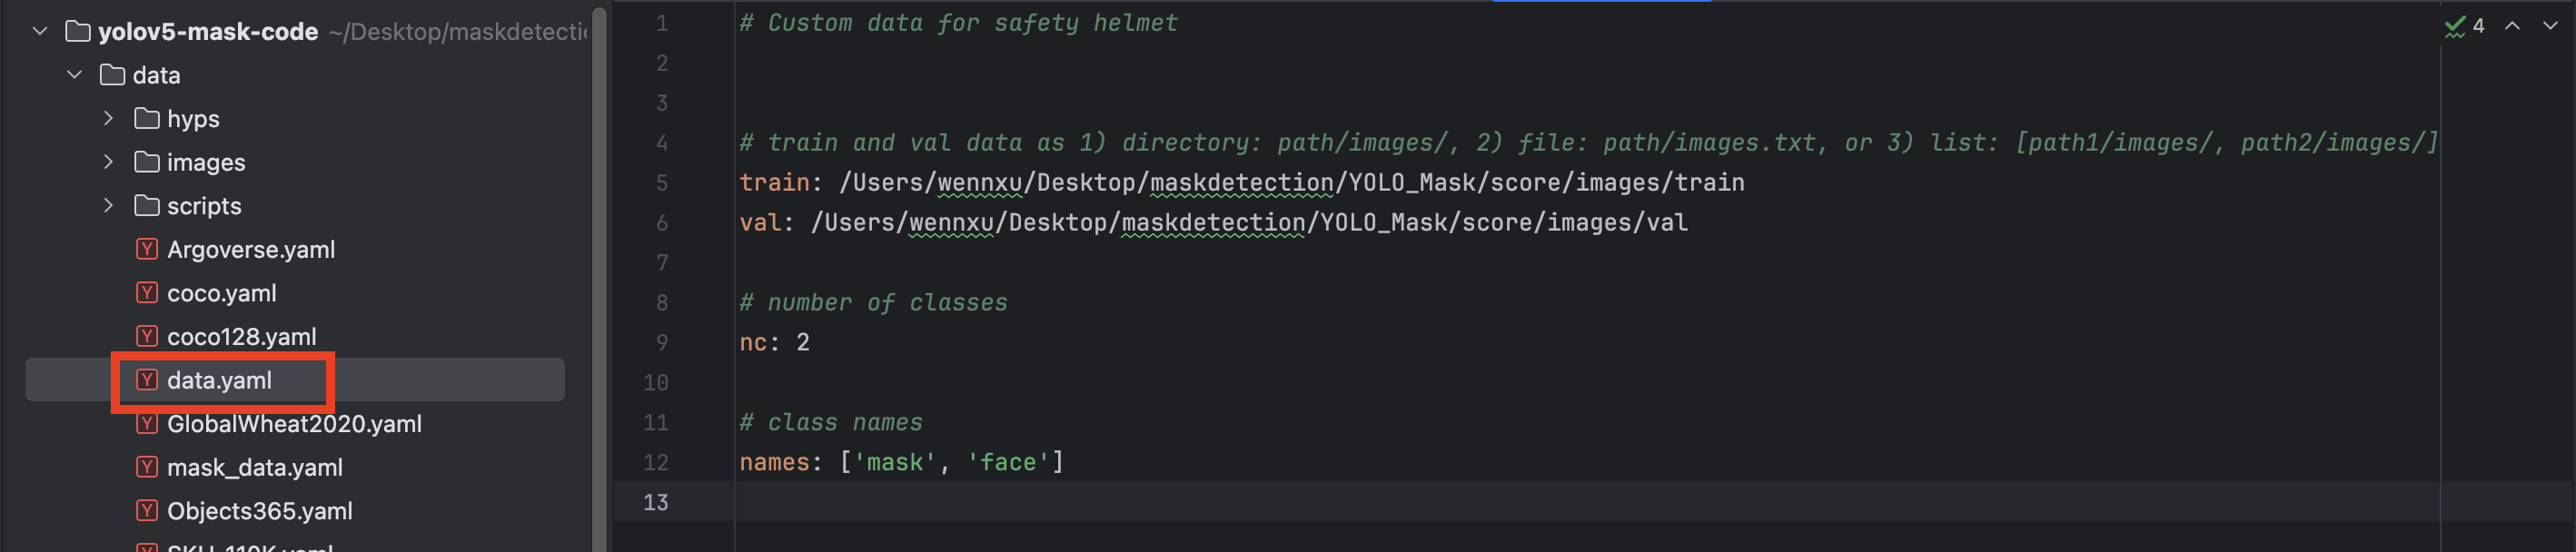 yolov5-mask-code ~/Desktop/maskdetecti
data
hyps
images
scripts
Argoverse.yaml
coco.yaml
coco128.yaml
data.yaml
GlobalWheat2020.yaml
mask_data.yaml
Objects365.yaml
SKU-110K.yaml
1 # Custom data for safety helmet
2
3
4 # train and val data as 1) directory: path/images/, 2) file: path/images.txt, or 3) list: [path1/images/, path2/images/]
5 train: /Users/wennxu/Desktop/maskdetection/YOLO_Mask/score/images/train
6 val: /Users/wennxu/Desktop/maskdetection/YOLO_Mask/score/images/val
7
8 # number of classes
9 nc: 2
10
11 # class names
12 names: ['mask', 'face']
13
4